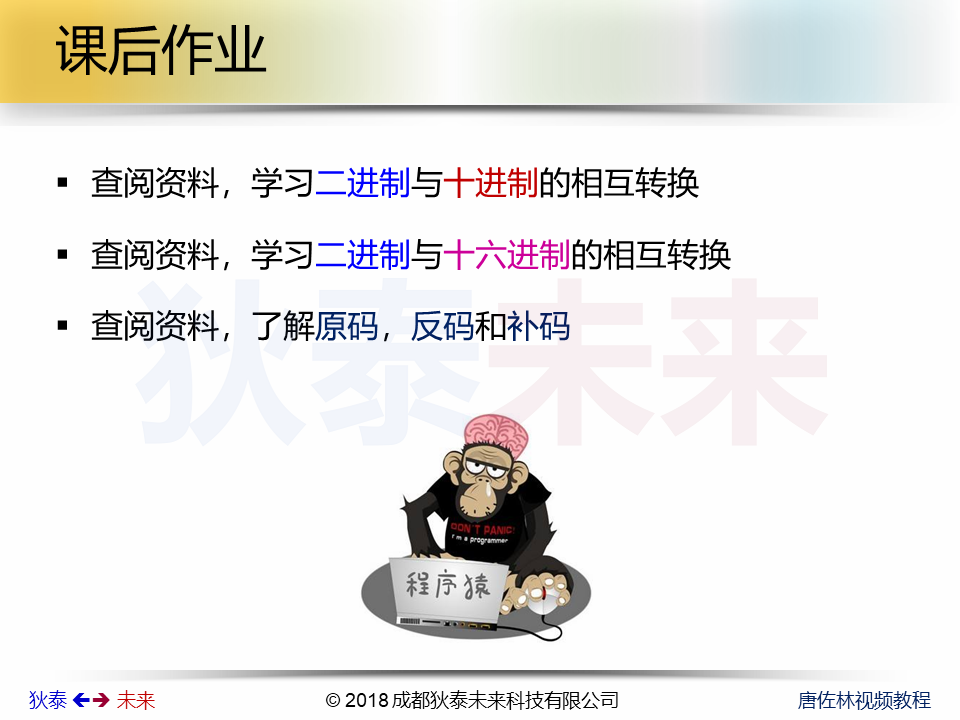 课后作业
▪ 查阅资料，学习二进制与十进制的相互转换
▪ 查阅资料，学习二进制与十六进制的相互转换
▪ 查阅资料，了解原码，反码和补码
狄泰未来
DON'T PANIC!
I'm a programmer
程序猿
狄泰 🡰🡲 未来
© 2018 成都狄泰未来科技有限公司
唐佐林视频教程